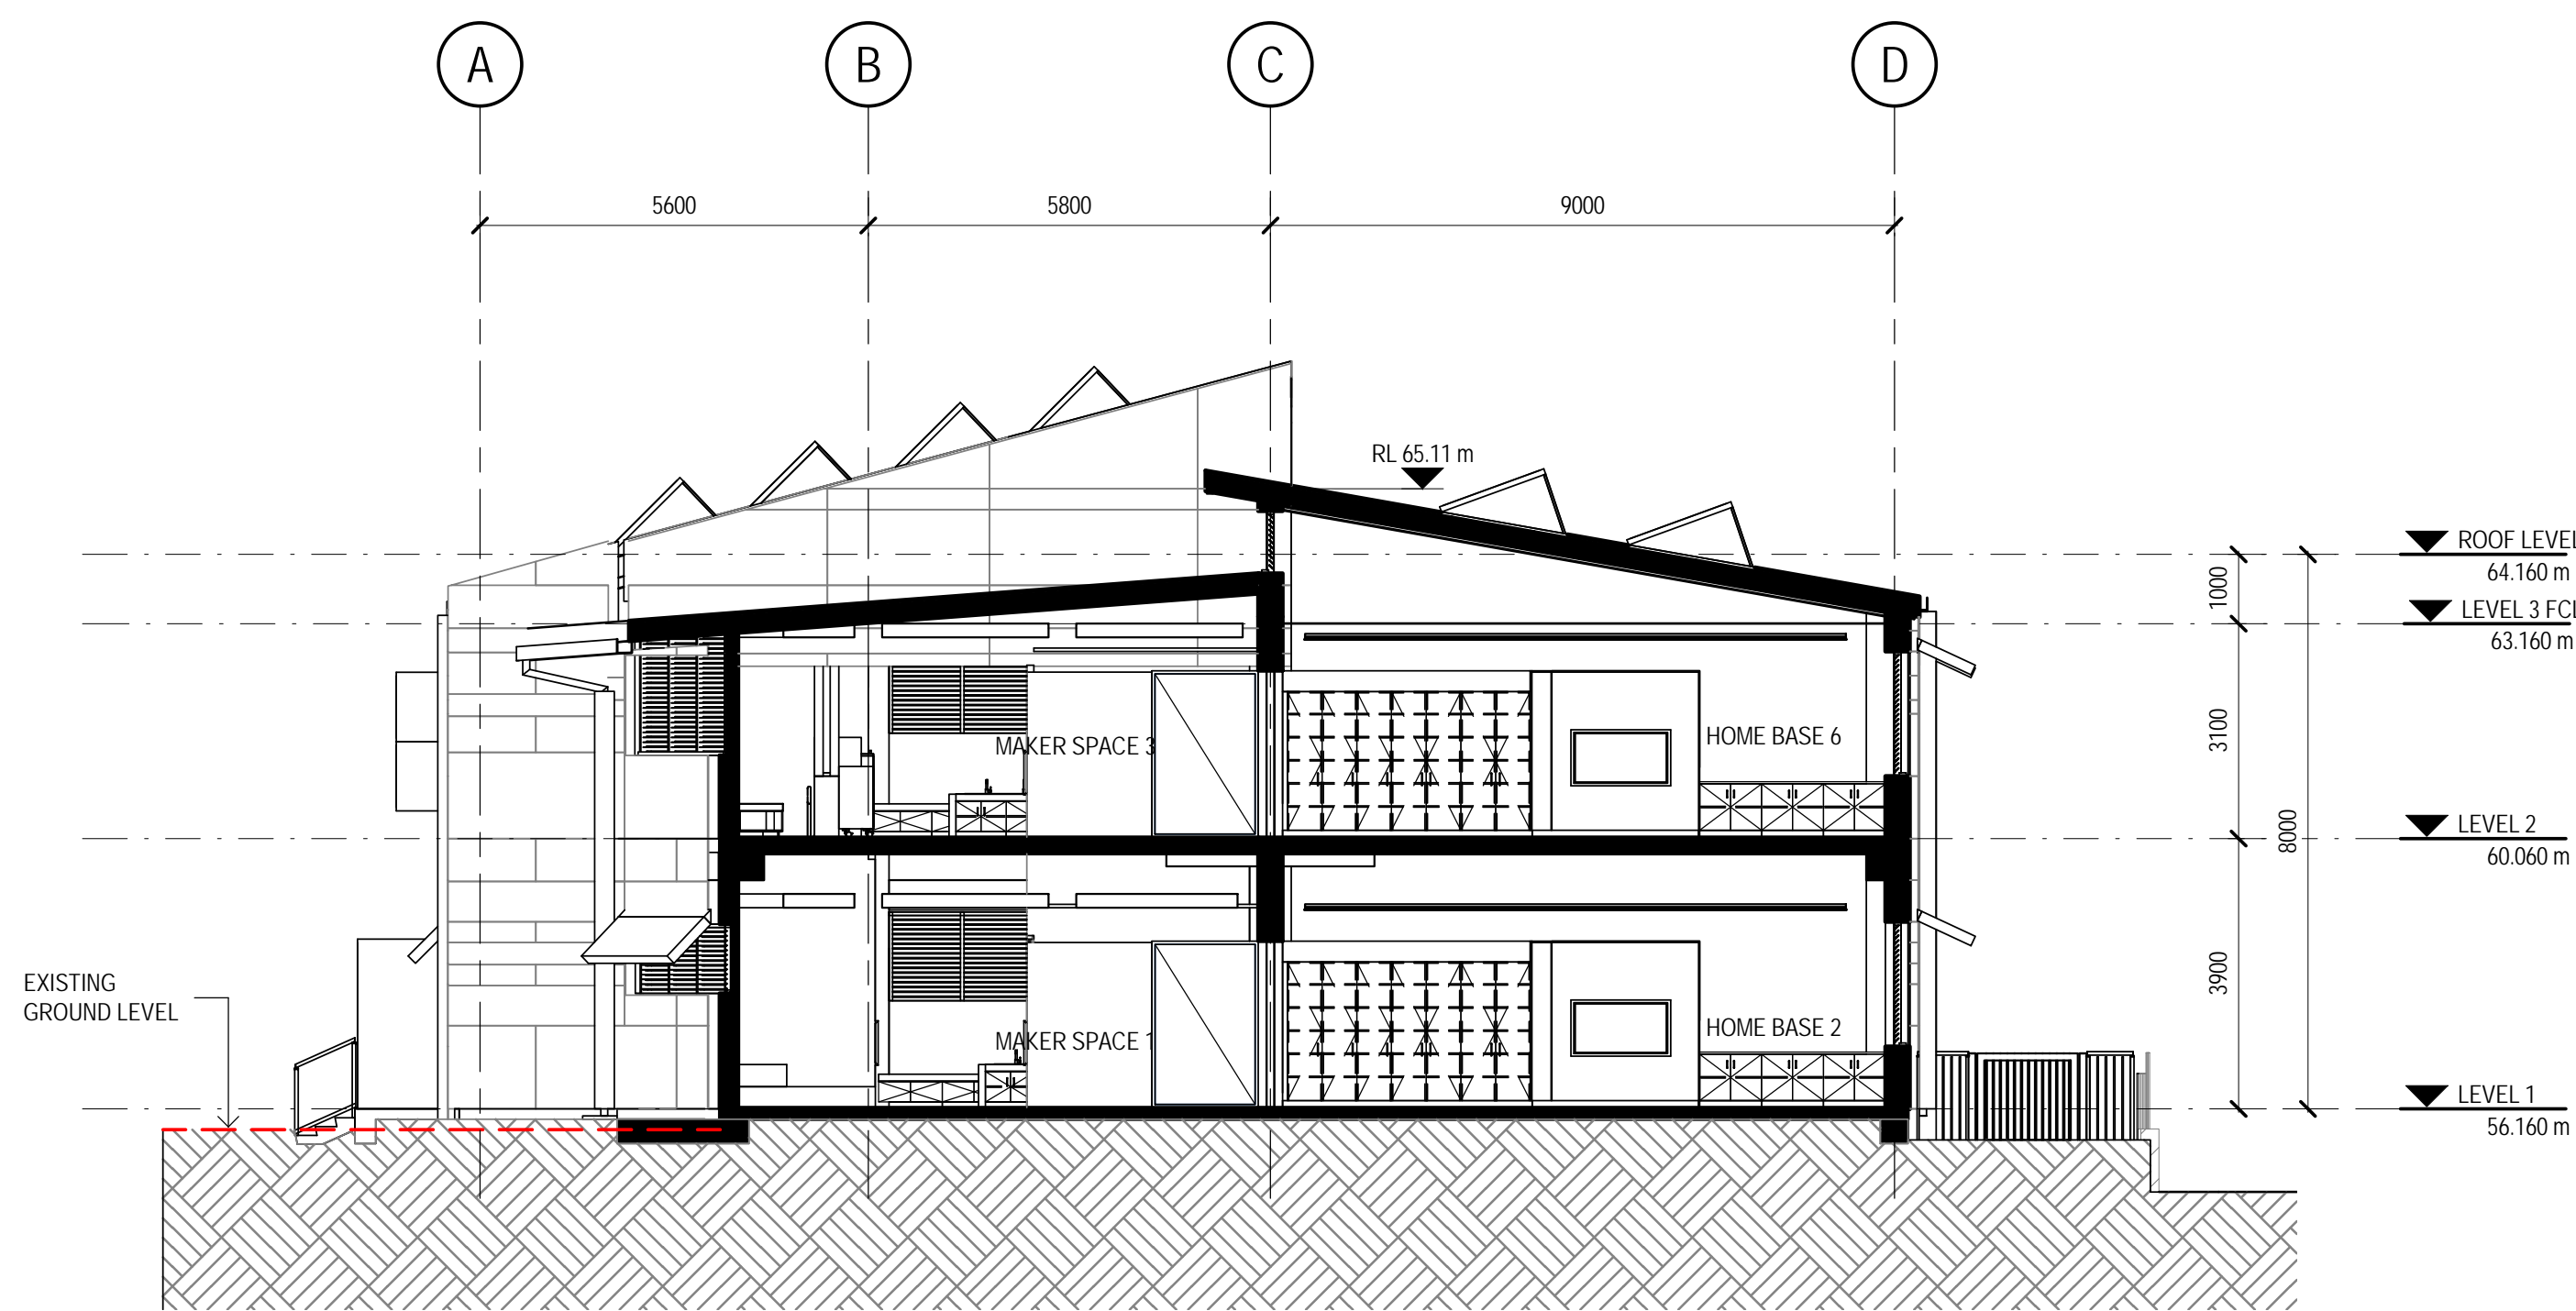 A
B
C
D
5600
5800
9000
RL 65.11 m
ROOF LEVEL
64.160 m
1000
LEVEL 3 FCL
63.160 m
3100
MAKER SPACE 3
HOME BASE 6
8000
LEVEL 2
60.060 m
3900
EXISTING
GROUND LEVEL
MAKER SPACE 1
HOME BASE 2
LEVEL 1
56.160 m